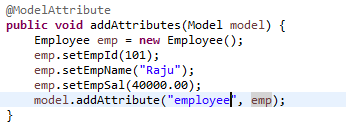 @ModelAttribute
public void addAttributes(Model model) {
Employee emp = new Employee();
emp.setEmpId(101);
emp.setEmpName("Raju");
emp.setEmpSal(40000.00);
model.addAttribute("employee", emp);
}